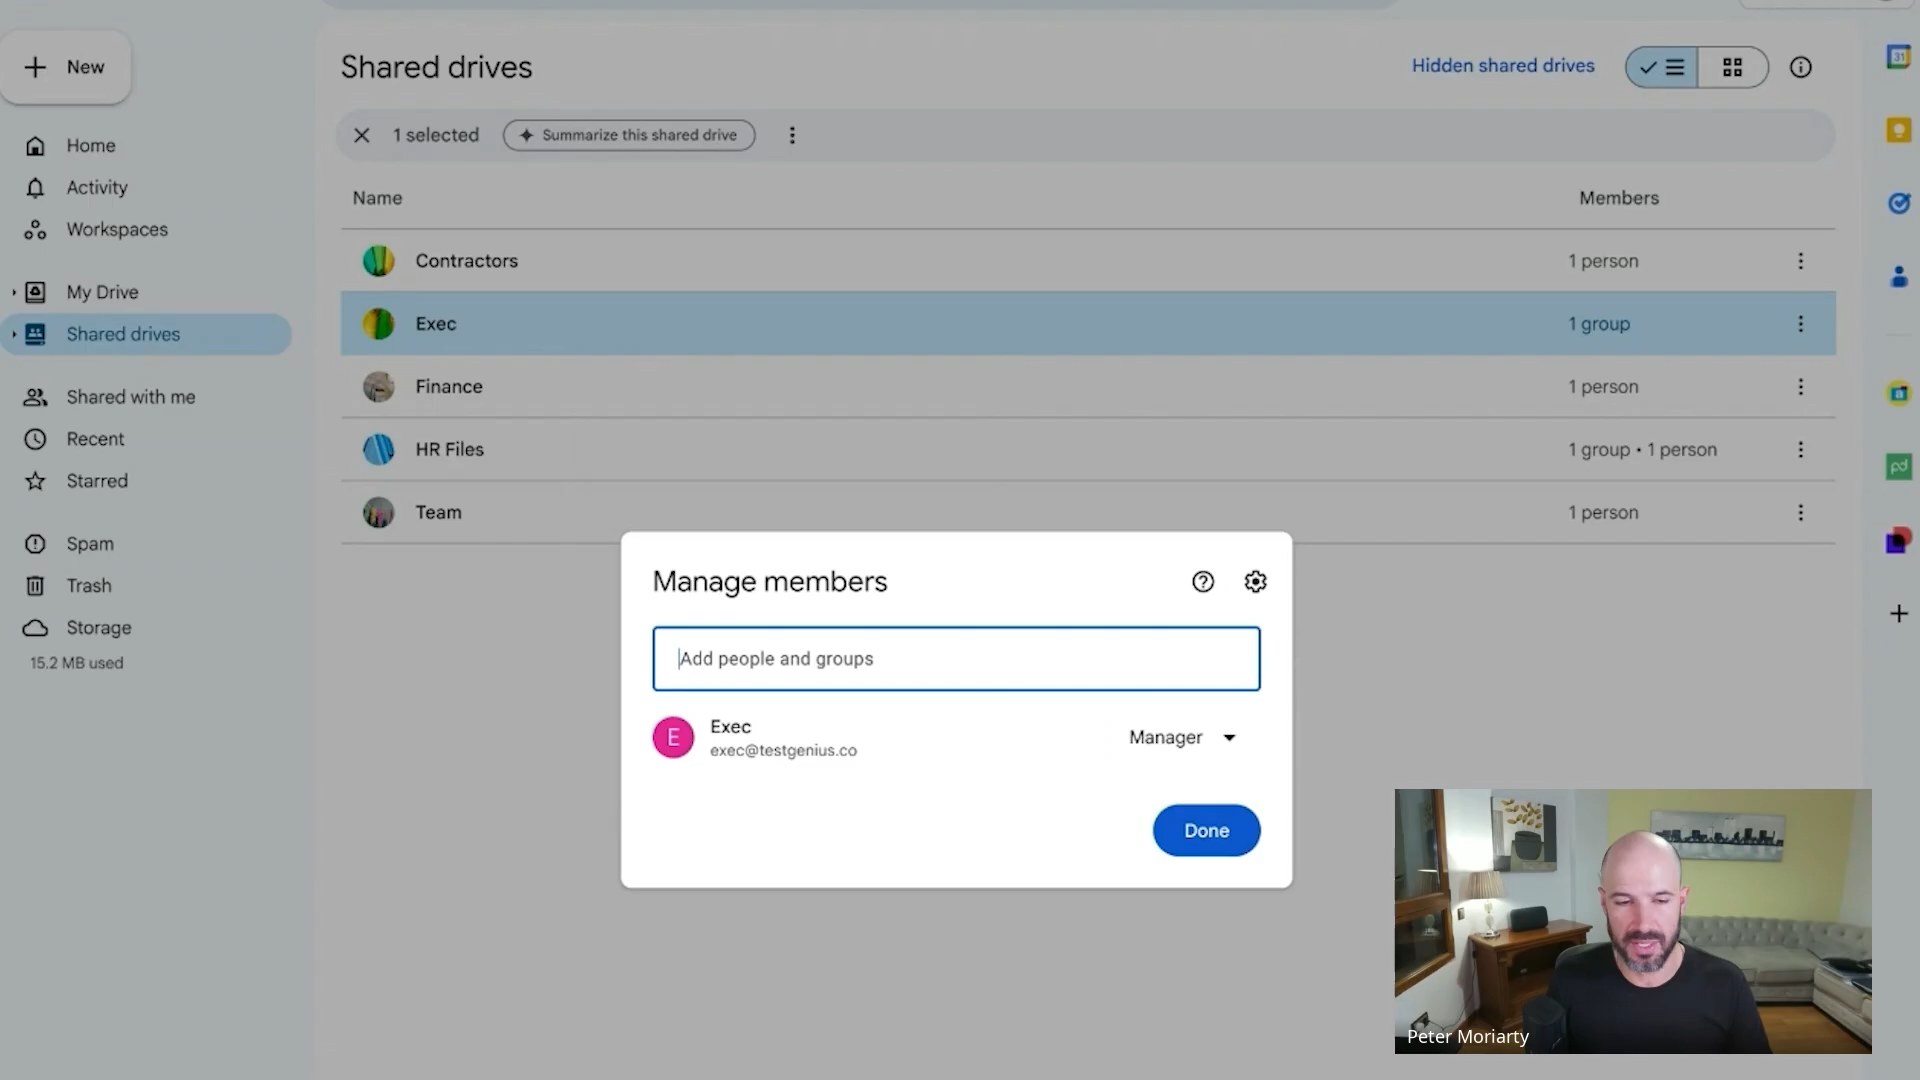 New
Home
Activity
Workspaces
My Drive
Shared drives
Shared with me
Recent
Starred
Spam
Trash
Storage
15.2 MB used
Shared drives
Hidden shared drives
1 selected
Summarize this shared drive
Name Members
Contractors 1 person
Exec 1 group
Finance 1 person
HR Files 1 group • 1 person
Team 1 person
Manage members
Add people and groups
E
Exec
exec@testgenius.co
Manager
Done
31
Peter Moriarty